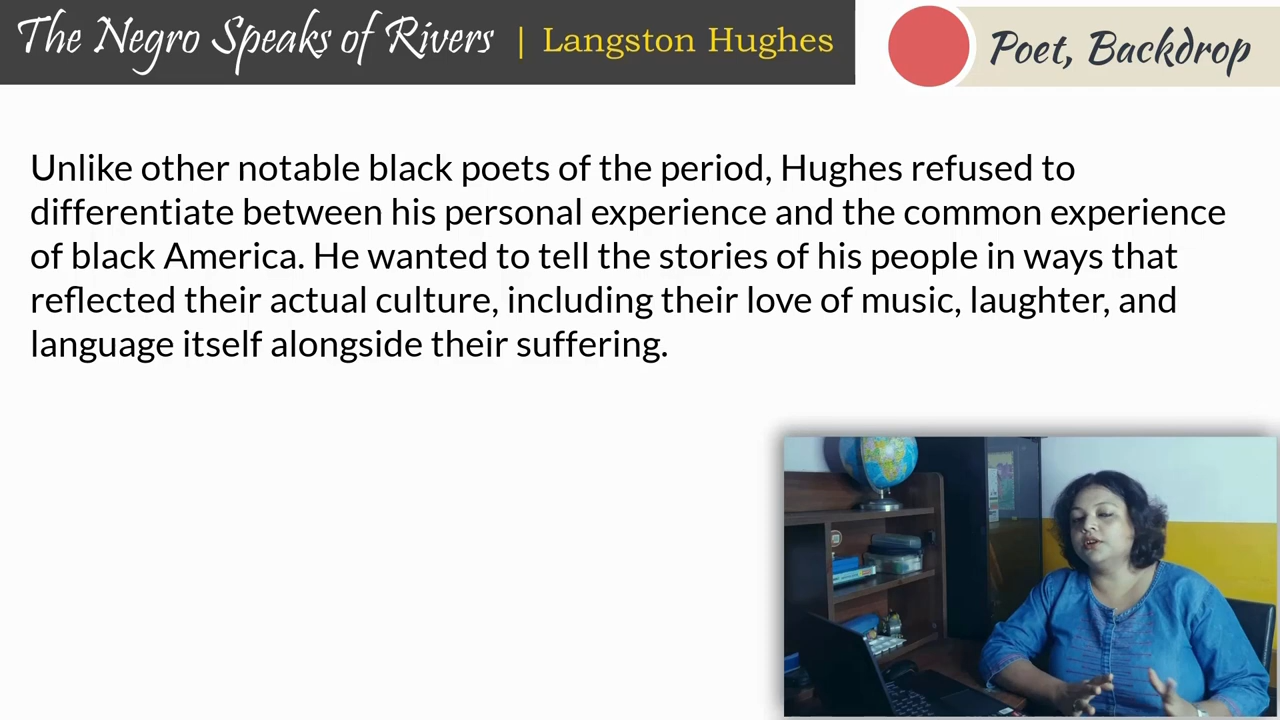 The Negro Speaks of Rivers | Langston Hughes
Poet, Backdrop
Unlike other notable black poets of the period, Hughes refused to
differentiate between his personal experience and the common experience
of black America. He wanted to tell the stories of his people in ways that
reflected their actual culture, including their love of music, laughter, and
language itself alongside their suffering.